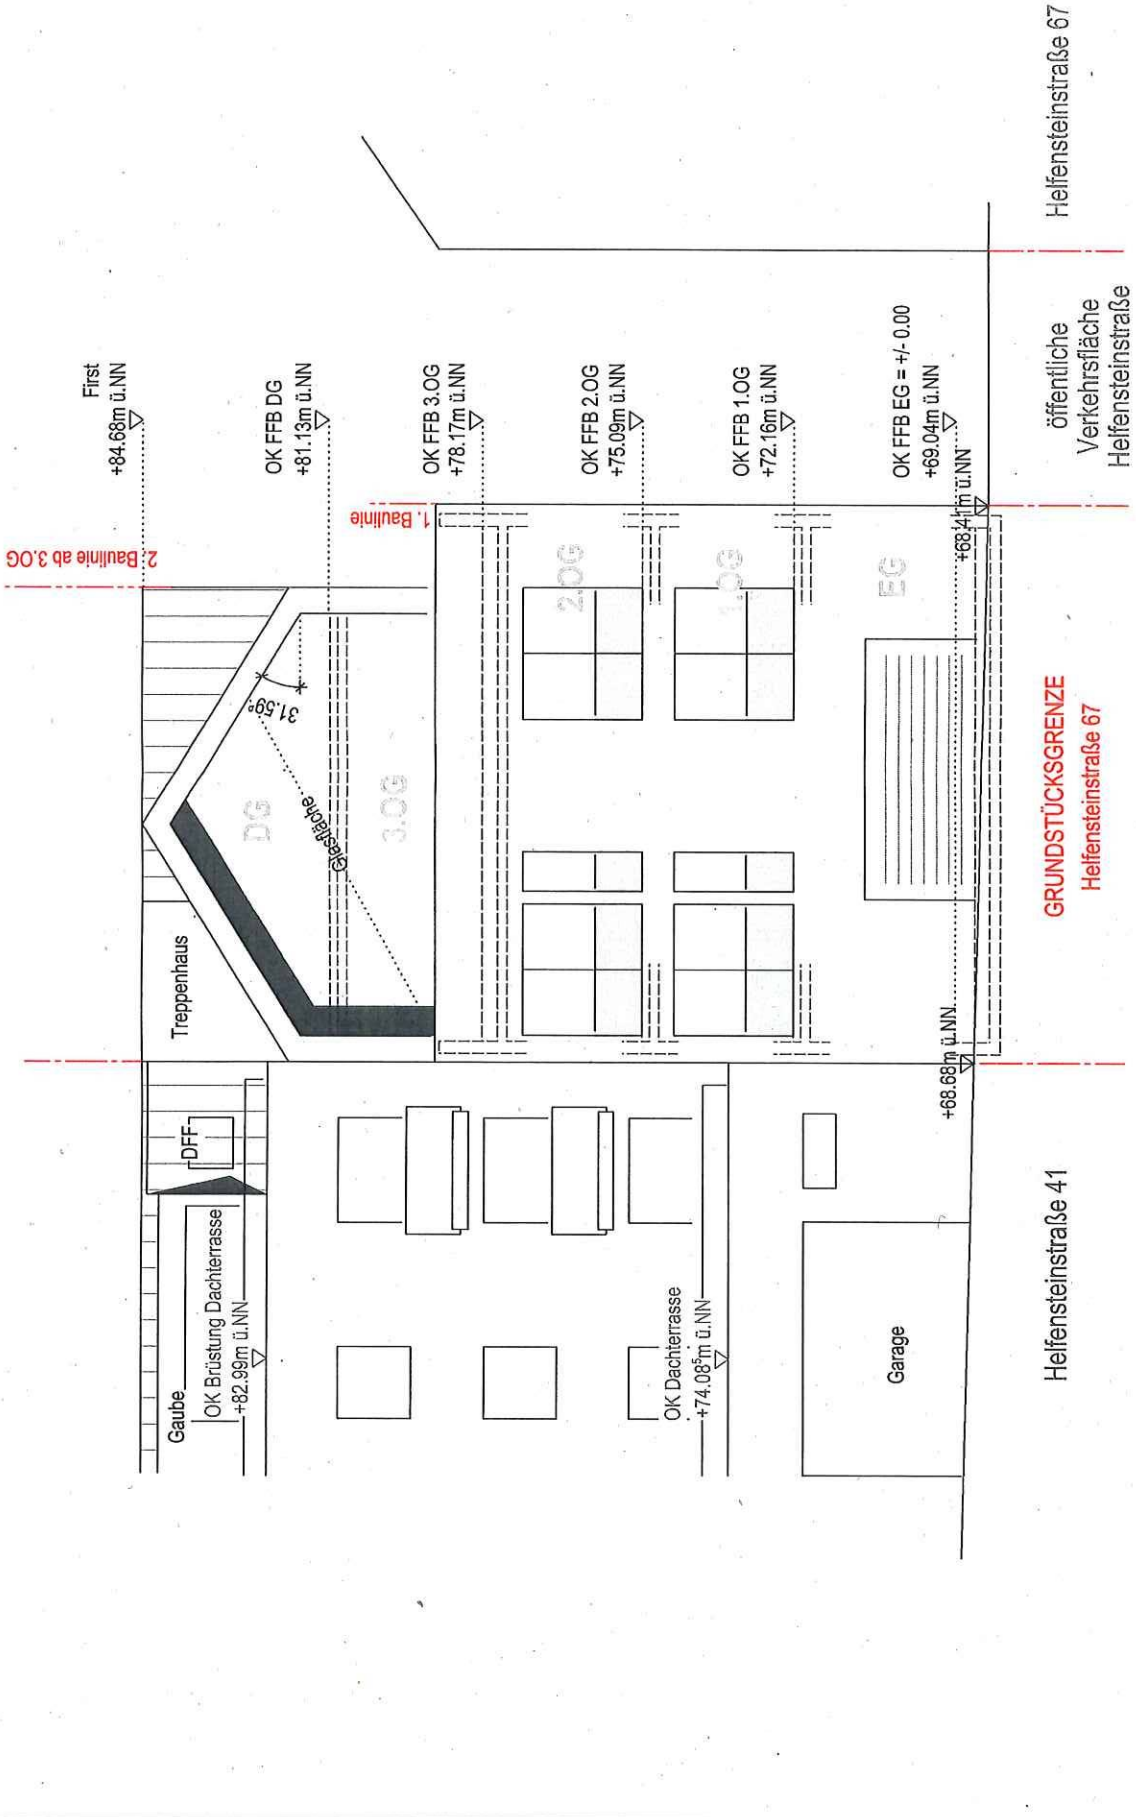 2. Baulinie ab 3.OG
1. Baulinie
First
+84.68m ü.NN
OK FFB DG
+81.13m ü.NN
OK FFB 3.OG
+78.17m ü.NN
OK FFB 2.OG
+75.09m ü.NN
OK FFB 1.OG
+72.16m ü.NN
OK FFB EG = +/- 0.00
+69.04m ü.NN
+68.41m ü.NN
+68.68m ü.NN
Treppenhaus
31.59°
Glasfläche
DG
3.OG
2.OG
1.OG
EG
DFF
Gaube
OK Brüstung Dachterrasse
+82.99m ü.NN
OK Dachterrasse
+74.08⁵m ü.NN
Garage
Helfensteinstraße 41
GRUNDSTÜCKSGRENZE
Helfensteinstraße 67
öffentliche
Verkehrsfläche
Helfensteinstraße
Helfensteinstraße 67